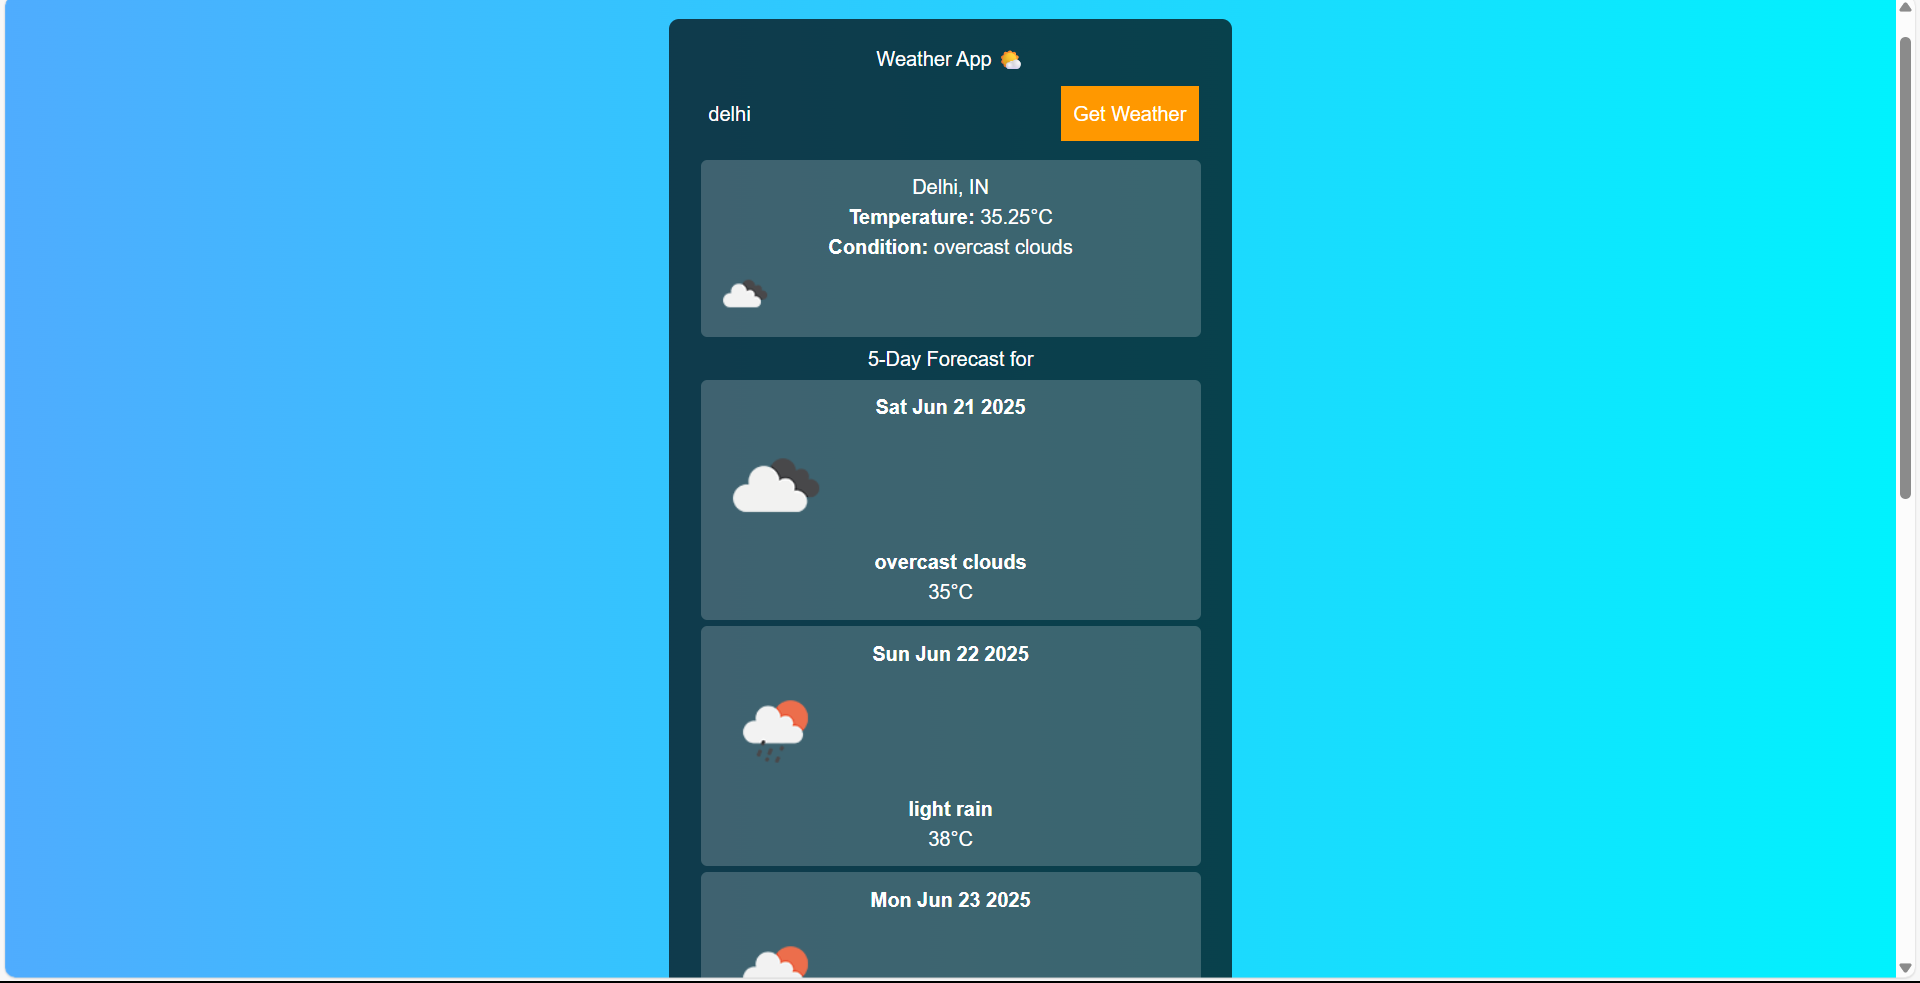 Weather App 🌤️
delhi
Get Weather
Delhi, IN
Temperature: 35.25°C
Condition: overcast clouds
5-Day Forecast for
Sat Jun 21 2025
overcast clouds
35°C
Sun Jun 22 2025
light rain
38°C
Mon Jun 23 2025